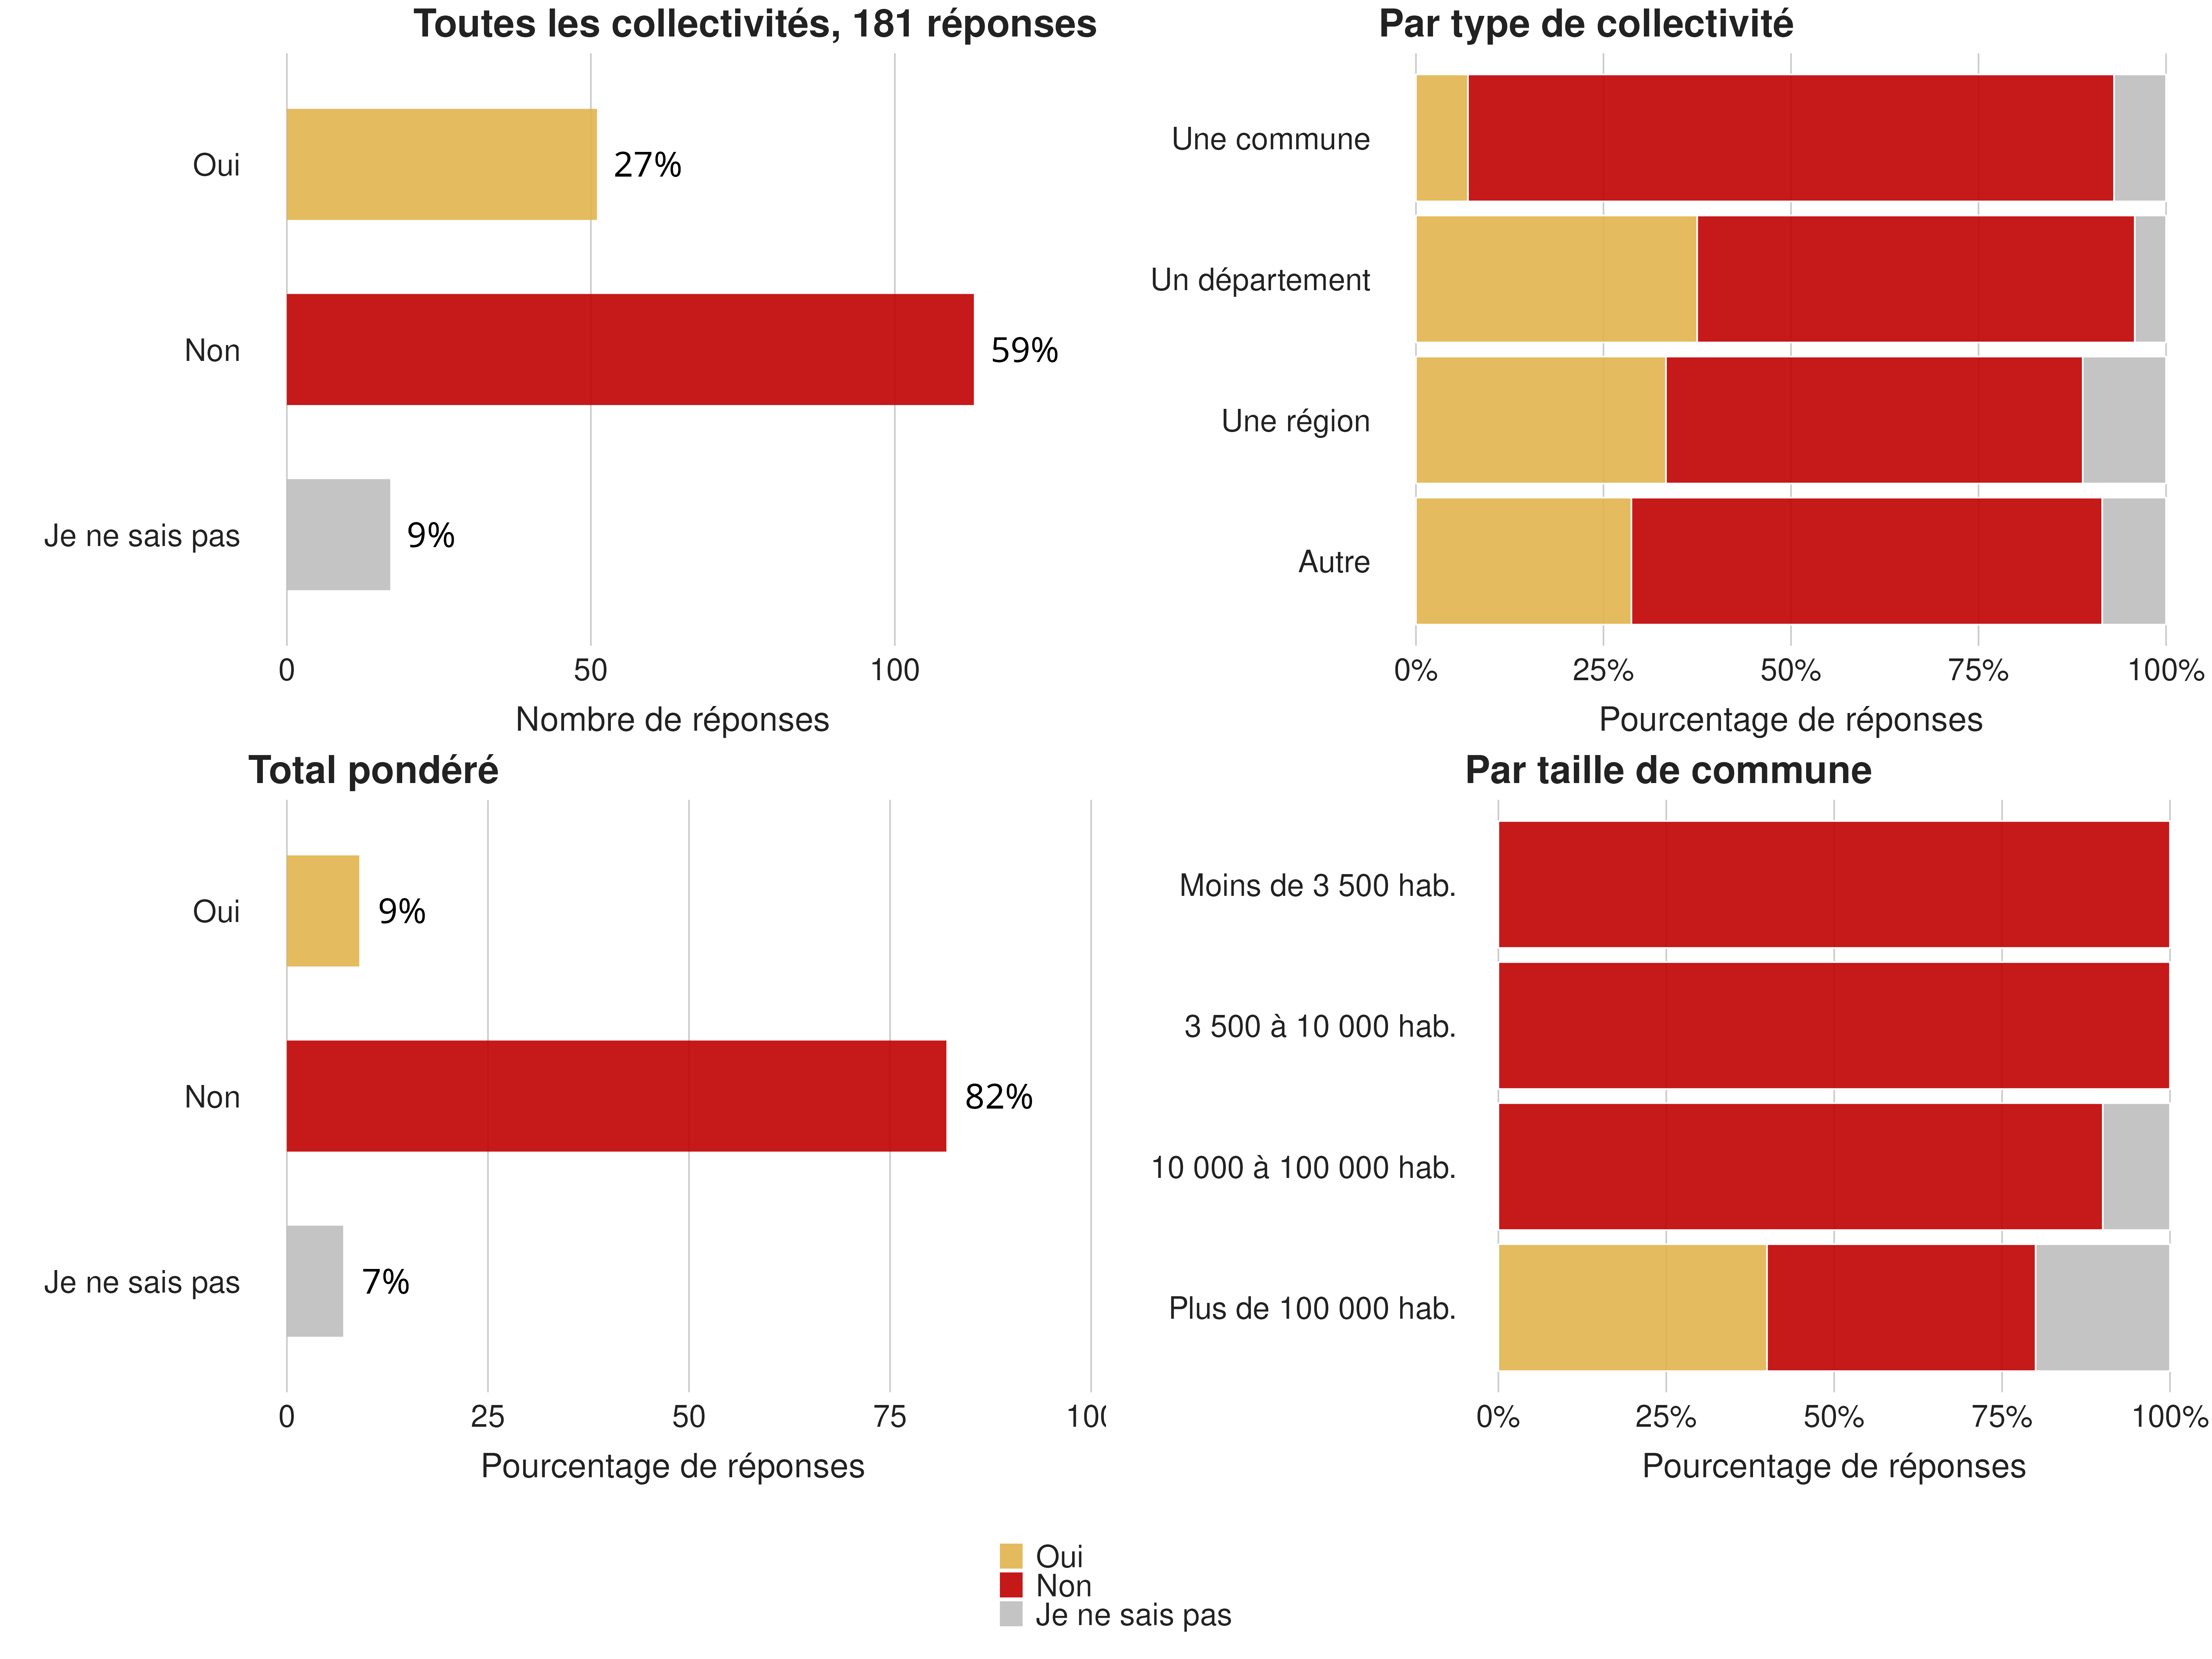 Toutes les collectivités, 181 réponses
Oui
27%
Non
59%
Je ne sais pas
9%
0 50 100
Nombre de réponses
Par type de collectivité
Une commune
Un département
Une région
Autre
0% 25% 50% 75% 100%
Pourcentage de réponses
Total pondéré
Oui
9%
Non
82%
Je ne sais pas
7%
0 25 50 75 100
Pourcentage de réponses
Par taille de commune
Moins de 3 500 hab.
3 500 à 10 000 hab.
10 000 à 100 000 hab.
Plus de 100 000 hab.
0% 25% 50% 75% 100%
Pourcentage de réponses
Oui
Non
Je ne sais pas